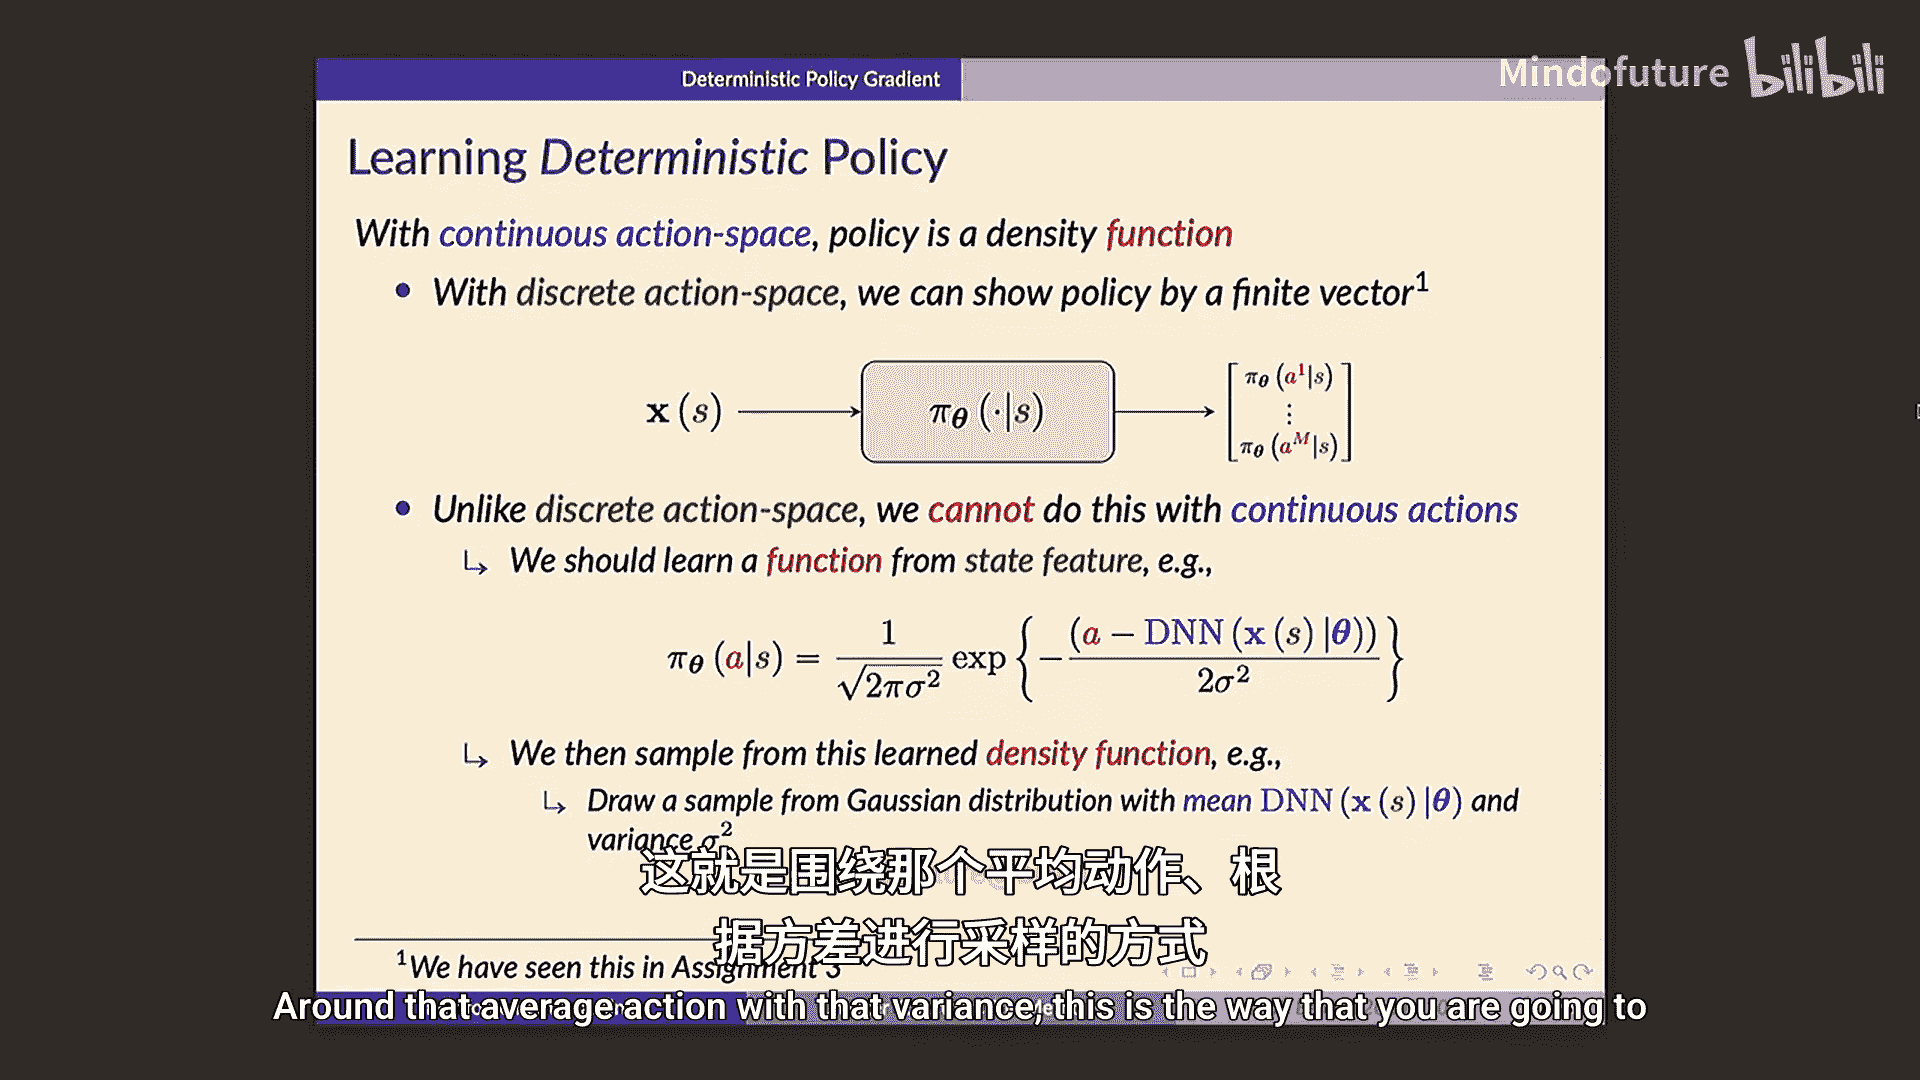 Deterministic Policy Gradient
Mindofuture bilibili
Learning Deterministic Policy
With continuous action-space, policy is a density function
• With discrete action-space, we can show policy by a finite vector¹
x(s) → π_θ(·|s) → [π_θ(a¹|s) ⋮ π_θ(a^M|s)]
• Unlike discrete action-space, we cannot do this with continuous actions
↳ We should learn a function from state feature, e.g.,
π_θ(a|s) = 1/√(2πσ²) exp{−(a − DNN(x(s)|θ))/(2σ²)}
↳ We then sample from this learned density function, e.g.,
↳ Draw a sample from Gaussian distribution with mean DNN(x(s)|θ) and
variance σ²
这就是围绕那个平均动作、根
据方差进行采样的方式
¹We have seen this in Assignment 3
Around that average action with that variance, this is the way that you are going to